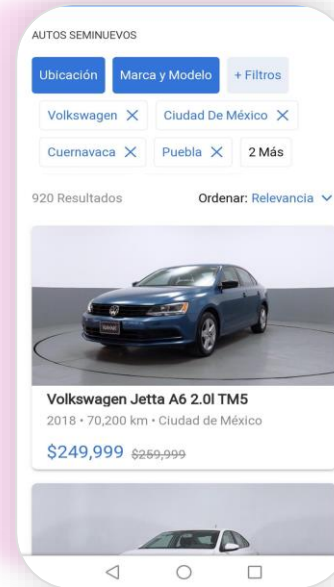 AUTOS SEMINUEVOS
Ubicación Marca y Modelo + Filtros
Volkswagen × Ciudad De México ×
Cuernavaca × Puebla × 2 Más
920 Resultados Ordenar: Relevancia
Volkswagen Jetta A6 2.0l TM5
2018 • 70,200 km • Ciudad de México
$249,999 $259,999